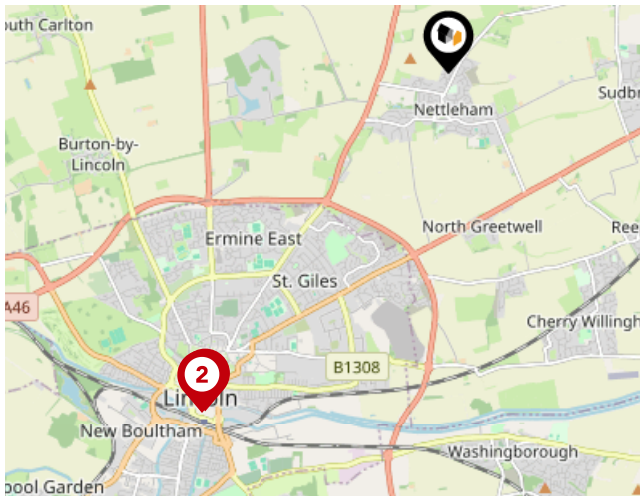 outh Carlton
Nettleham
Sudbr
Burton-by-
Lincoln
North Greetwell
Ree
Ermine East
St. Giles
A46
Cherry Willingh
B1308
2
Lincoln
New Boultham
Washingborough
pool Garden